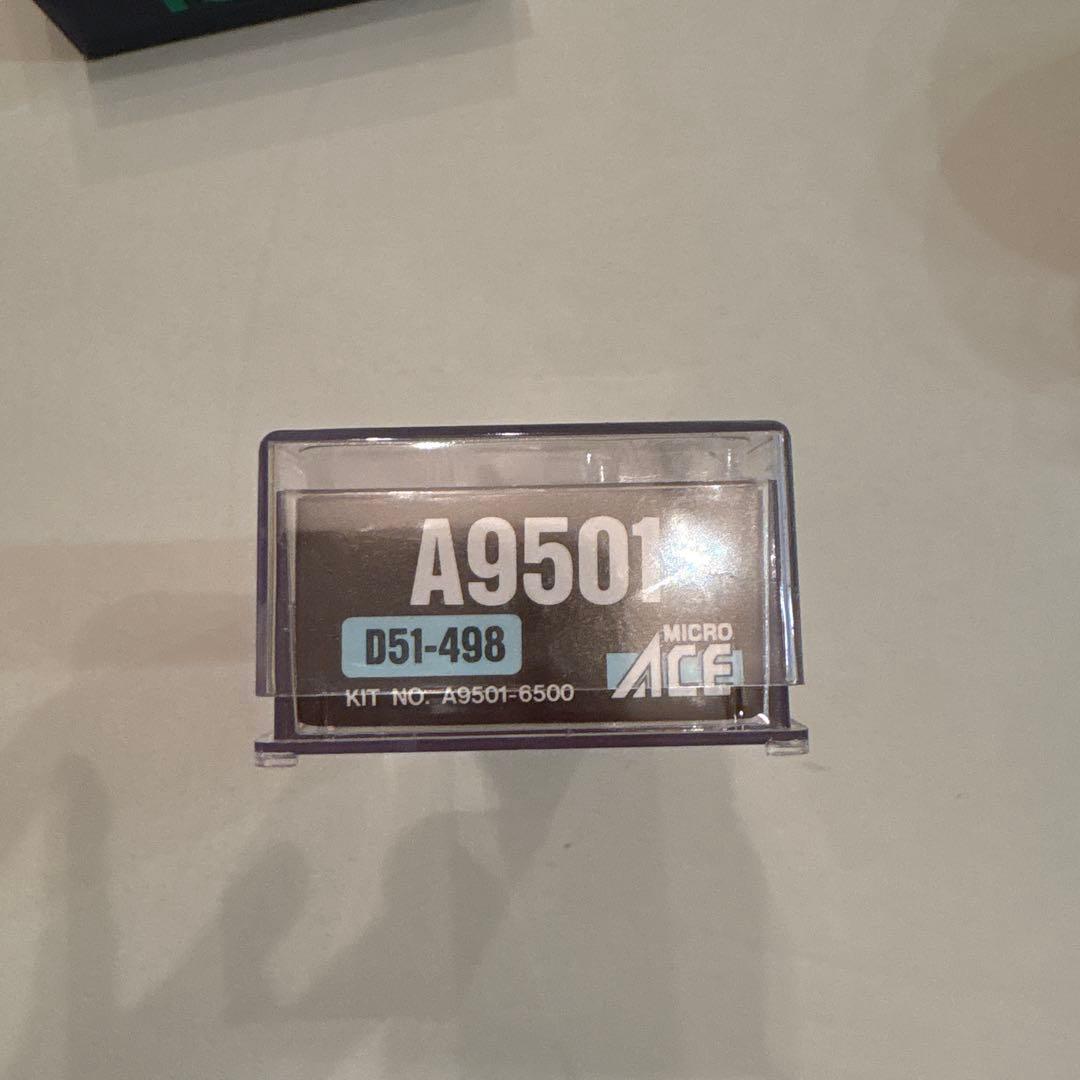 A9501
D51-498
MICRO
ACE
KIT NO. A9501-6500